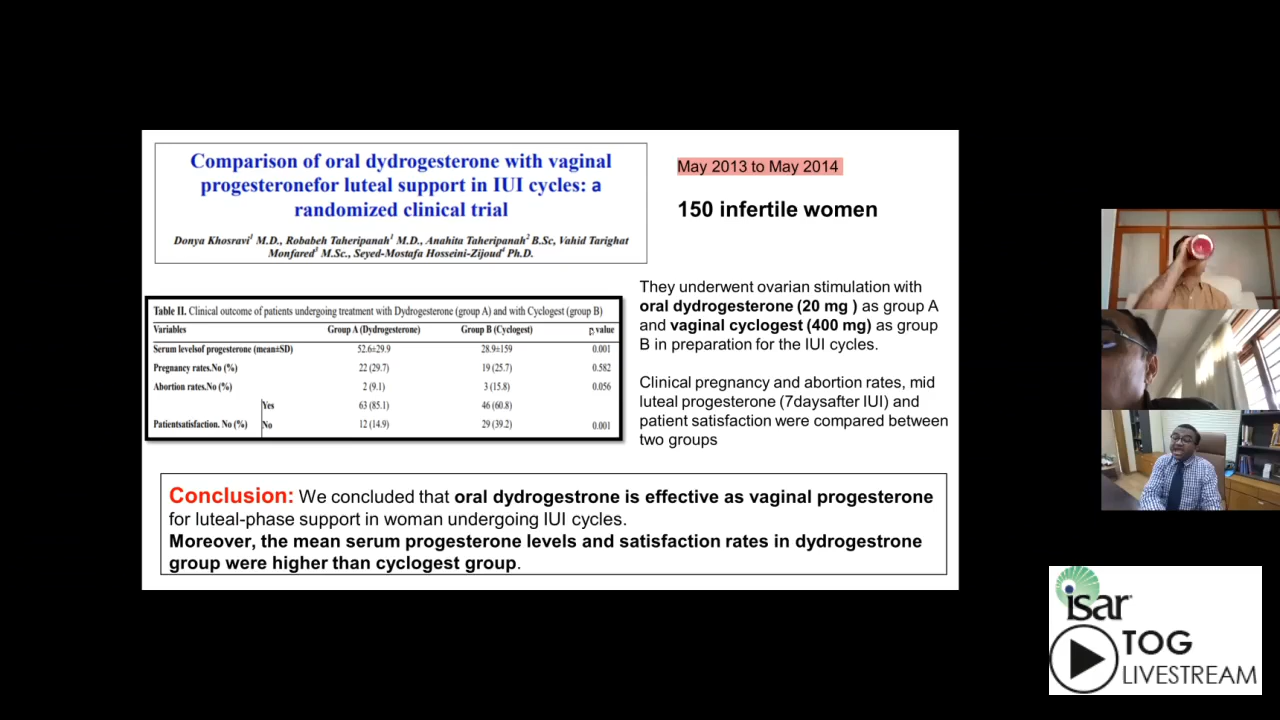 Comparison of oral dydrogesterone with vaginal
progesteronefor luteal support in IUI cycles: a
randomized clinical trial
Donya Khosravi1 M.D., Robabeh Taheripanah1 M.D., Anahita Taheripanah2 B.Sc, Vahid Tarighat
Monfared3 M.Sc., Seyed-Mostafa Hosseini-Zijoud4 Ph.D.
May 2013 to May 2014
150 infertile women
Table II. Clinical outcome of patients undergoing treatment with Dydrogesterone (group A) and with Cyclogest (group B)
Variables Group A (Dydrogesterone) Group B (Cyclogest) p value
Serum levelsof progesterone (mean±SD) 52.6±29.9 28.9±159 0.001
Pregnancy rates.No (%) 22 (29.7) 19 (25.7) 0.582
Abortion rates.No (%) 2 (9.1) 3 (15.8) 0.056
Yes 63 (85.1) 46 (60.8)
Patientsatisfaction. No (%) No 12 (14.9) 29 (39.2) 0.001
They underwent ovarian stimulation with
oral dydrogesterone (20 mg ) as group A
and vaginal cyclogest (400 mg) as group
B in preparation for the IUI cycles.
Clinical pregnancy and abortion rates, mid
luteal progesterone (7daysafter IUI) and
patient satisfaction were compared between
two groups
Conclusion: We concluded that oral dydrogestrone is effective as vaginal progesterone
for luteal-phase support in woman undergoing IUI cycles.
Moreover, the mean serum progesterone levels and satisfaction rates in dydrogestrone
group were higher than cyclogest group.
isar
TOG
LIVESTREAM